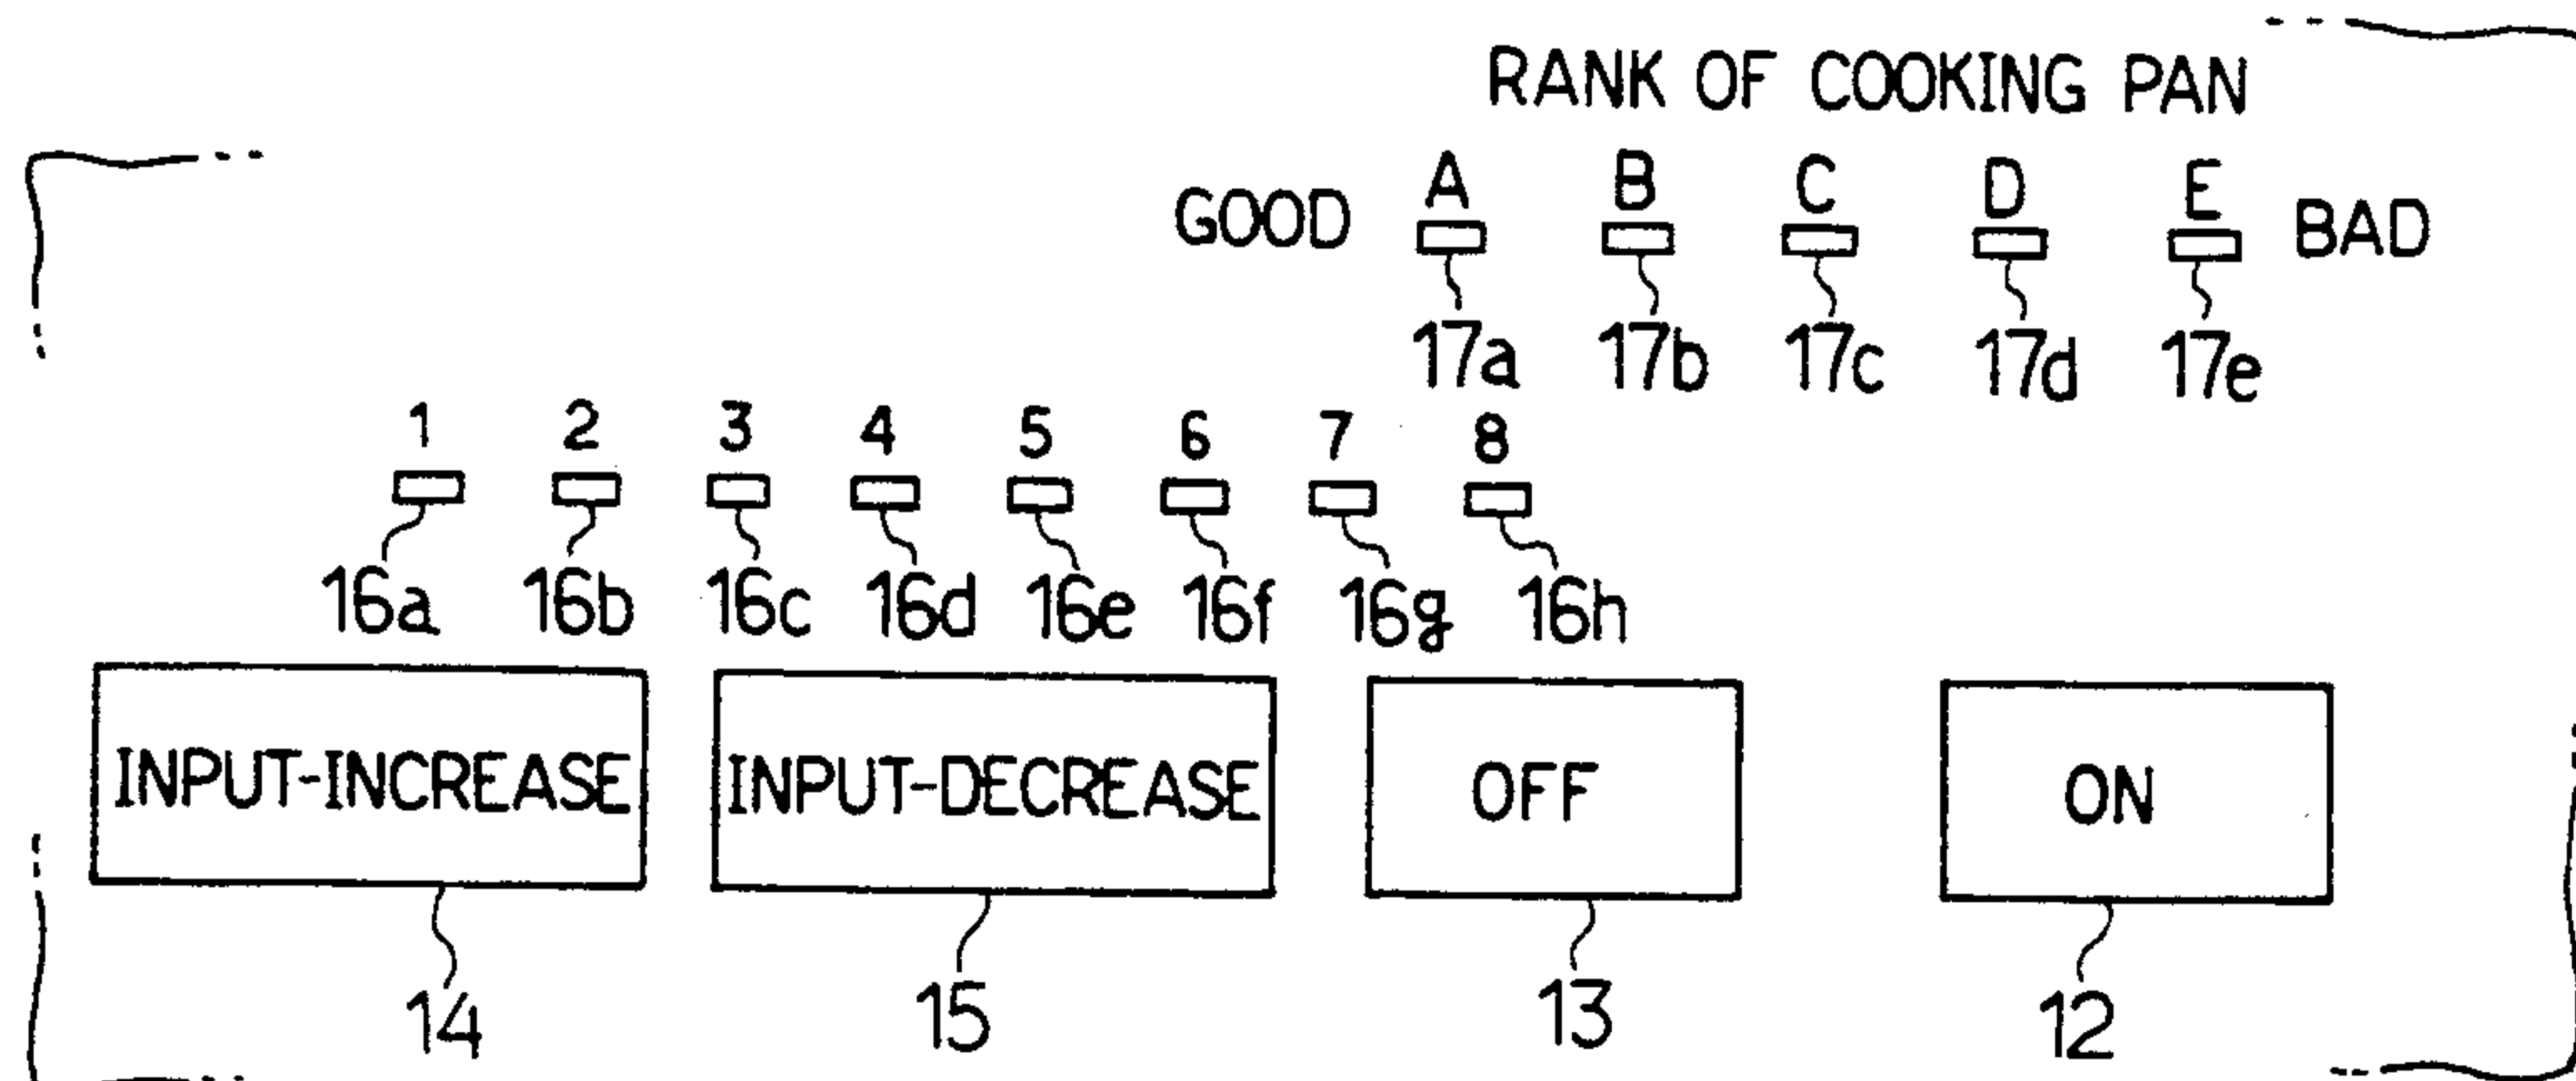 RANK OF COOKING PAN
GOOD A B C D E BAD
17a 17b 17c 17d 17e
1 2 3 4 5 6 7 8
16a 16b 16c 16d 16e 16f 16g 16h
INPUT-INCREASE INPUT-DECREASE OFF ON
14 15 13 12